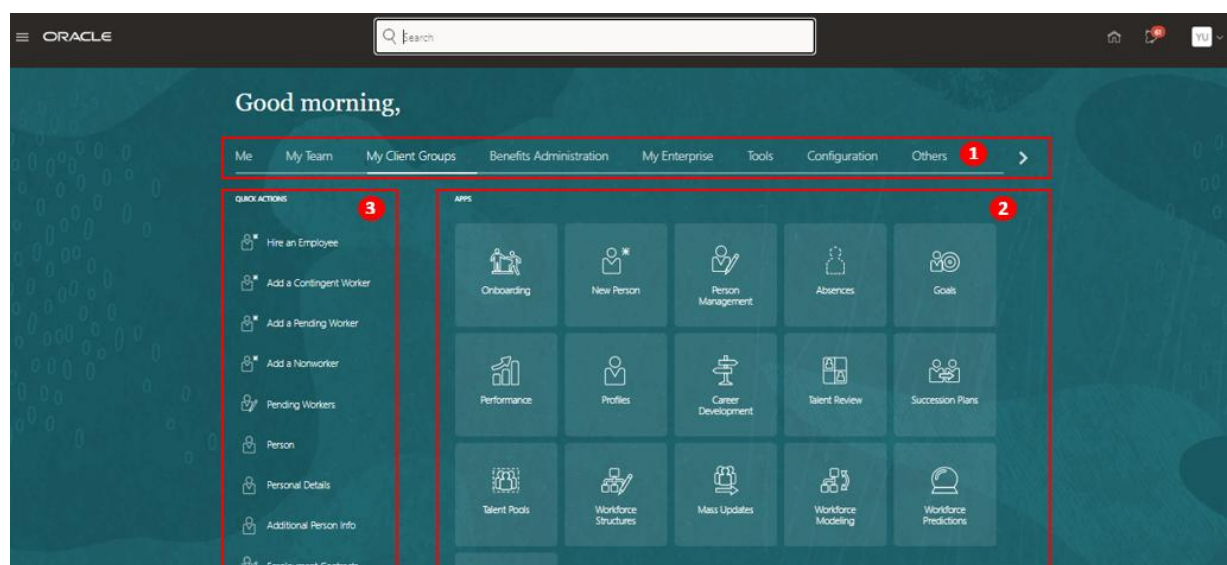 ORACLE
Search
YU
Good morning,
Me My Team My Client Groups Benefits Administration My Enterprise Tools Configuration Others 1
QUICK ACTIONS 3
Hire an Employee
Add a Contingent Worker
Add a Pending Worker
Add a Nonworker
Pending Workers
Person
Personal Details
Additional Person Info
APPS 2
Onboarding
New Person
Person
Management
Absences
Goals
Performance
Profiles
Career
Development
Talent Review
Succession Plans
Talent Pools
Workforce
Structures
Mass Updates
Workforce
Modeling
Workforce
Predictions